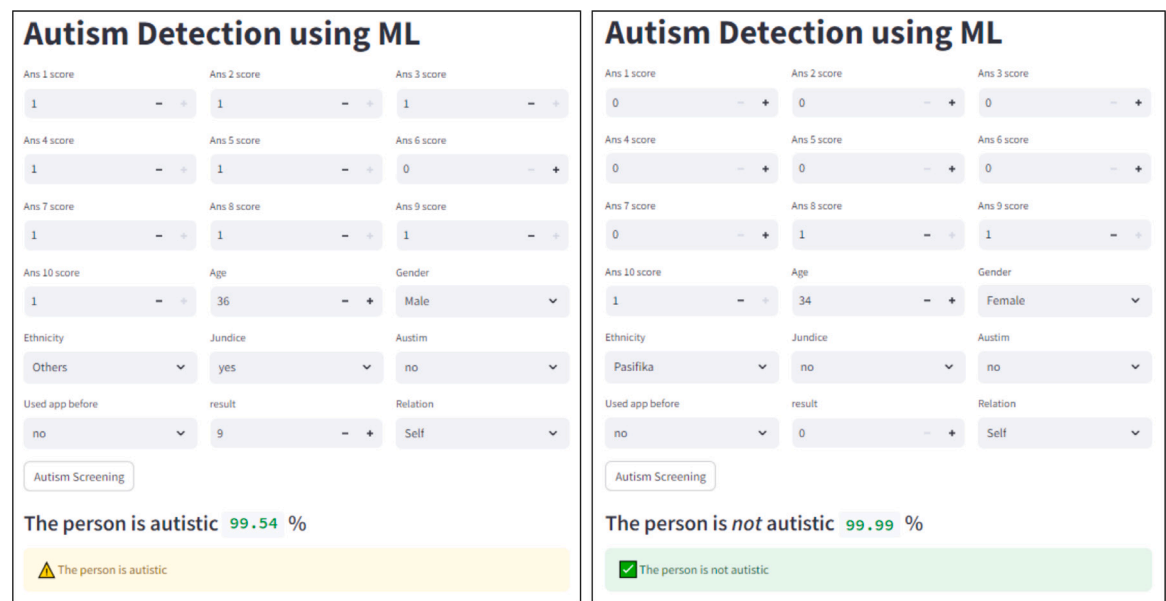 Autism Detection using ML
Ans 1 score Ans 2 score Ans 3 score
1 - + 1 - + 1 - +
Ans 4 score Ans 5 score Ans 6 score
1 - + 1 - + 0 - +
Ans 7 score Ans 8 score Ans 9 score
1 - + 1 - + 1 - +
Ans 10 score Age Gender
1 - + 36 - + Male
Ethnicity Jundice Austim
Others yes no
Used app before result Relation
no 9 - + Self
Autism Screening
The person is autistic 99.54 %
The person is autistic
Autism Detection using ML
Ans 1 score Ans 2 score Ans 3 score
0 - + 0 - + 0 - +
Ans 4 score Ans 5 score Ans 6 score
0 - + 0 - + 0 - +
Ans 7 score Ans 8 score Ans 9 score
0 - + 1 - + 1 - +
Ans 10 score Age Gender
1 - + 34 - + Female
Ethnicity Jundice Austim
Pasifika no no
Used app before result Relation
no 0 - + Self
Autism Screening
The person is not autistic 99.99 %
The person is not autistic